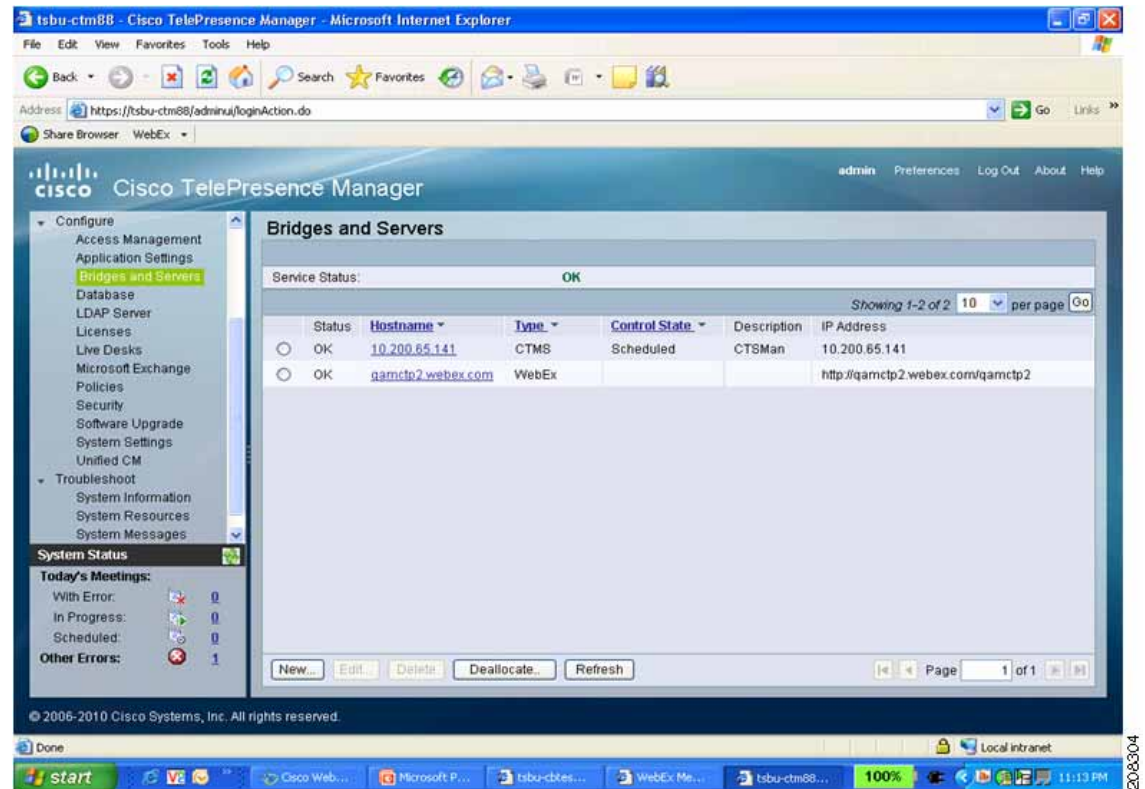 tsbu-ctm88 - Cisco TelePresence Manager - Microsoft Internet Explorer
File Edit View Favorites Tools Help
Back Search Favorites
Address https://tsbu-ctm88/adminui/loginAction.do Go Links »
Share Browser WebEx
CISCO Cisco TelePresence Manager
admin Preferences Log Out About Help
Configure
Access Management
Application Settings
Bridges and Servers
Database
LDAP Server
Licenses
Live Desks
Microsoft Exchange
Policies
Security
Software Upgrade
System Settings
Unified CM
Troubleshoot
System Information
System Resources
System Messages
System Status
Today's Meetings:
With Error: 0
In Progress: 0
Scheduled: 0
Other Errors: 1
Bridges and Servers
Service Status: OK
Showing 1-2 of 2 10 per page Go
Status Hostname Type Control State Description IP Address
OK 10.200.65.141 CTMS Scheduled CTSMan 10.200.65.141
OK qamctp2.webex.com WebEx http://qamctp2.webex.com/qamctp2
New... Edit... Delete Deallocate... Refresh
Page 1 of 1
© 2006-2010 Cisco Systems, Inc. All rights reserved.
Done Local intranet
start Cisco Web... Microsoft P... tsbu-cbtes... WebEx Me... tsbu-ctm88... 100% 11:13 PM
208304